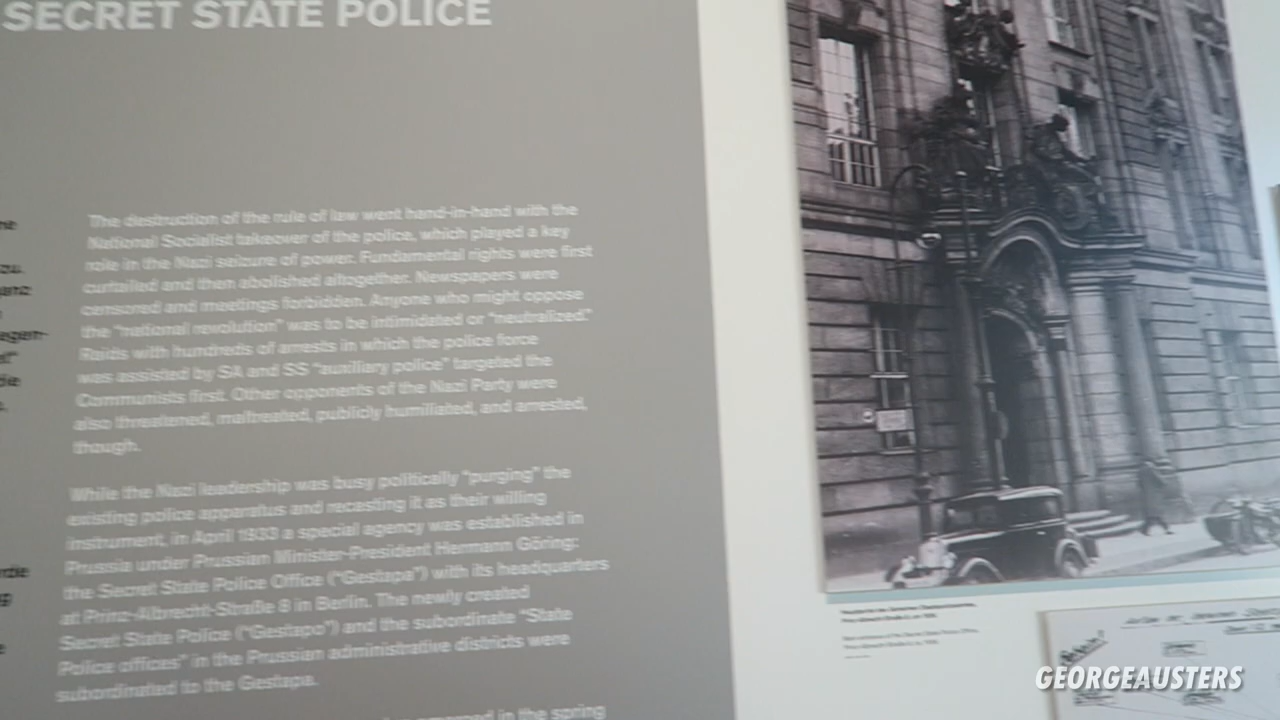 SECRET STATE POLICE
The destruction of the rule of law went hand-in-hand with the
National Socialist takeover of the police, which played a key
role in the Nazi seizure of power. Fundamental rights were first
curtailed and then abolished altogether. Newspapers were
censored and meetings forbidden. Anyone who might oppose
the "national revolution" was to be intimidated or "neutralized."
Raids with hundreds of arrests in which the police force
was assisted by SA and SS "auxiliary police" targeted the
Communists first. Other opponents of the Nazi Party were
also threatened, maltreated, publicly humiliated, and arrested,
though.
While the Nazi leadership was busy politically "purging" the
existing police apparatus and recasting it as their willing
instrument, in April 1933 a special agency was established in
Prussia under Prussian Minister-President Hermann Göring:
the Secret State Police Office ("Gestapa") with its headquarters
at Prinz-Albrecht-Straße 8 in Berlin. The newly created
Secret State Police ("Gestapo") and the subordinate "State
Police offices" in the Prussian administrative districts were
subordinated to the Gestapa.
in the spring
GEORGEAUSTERS